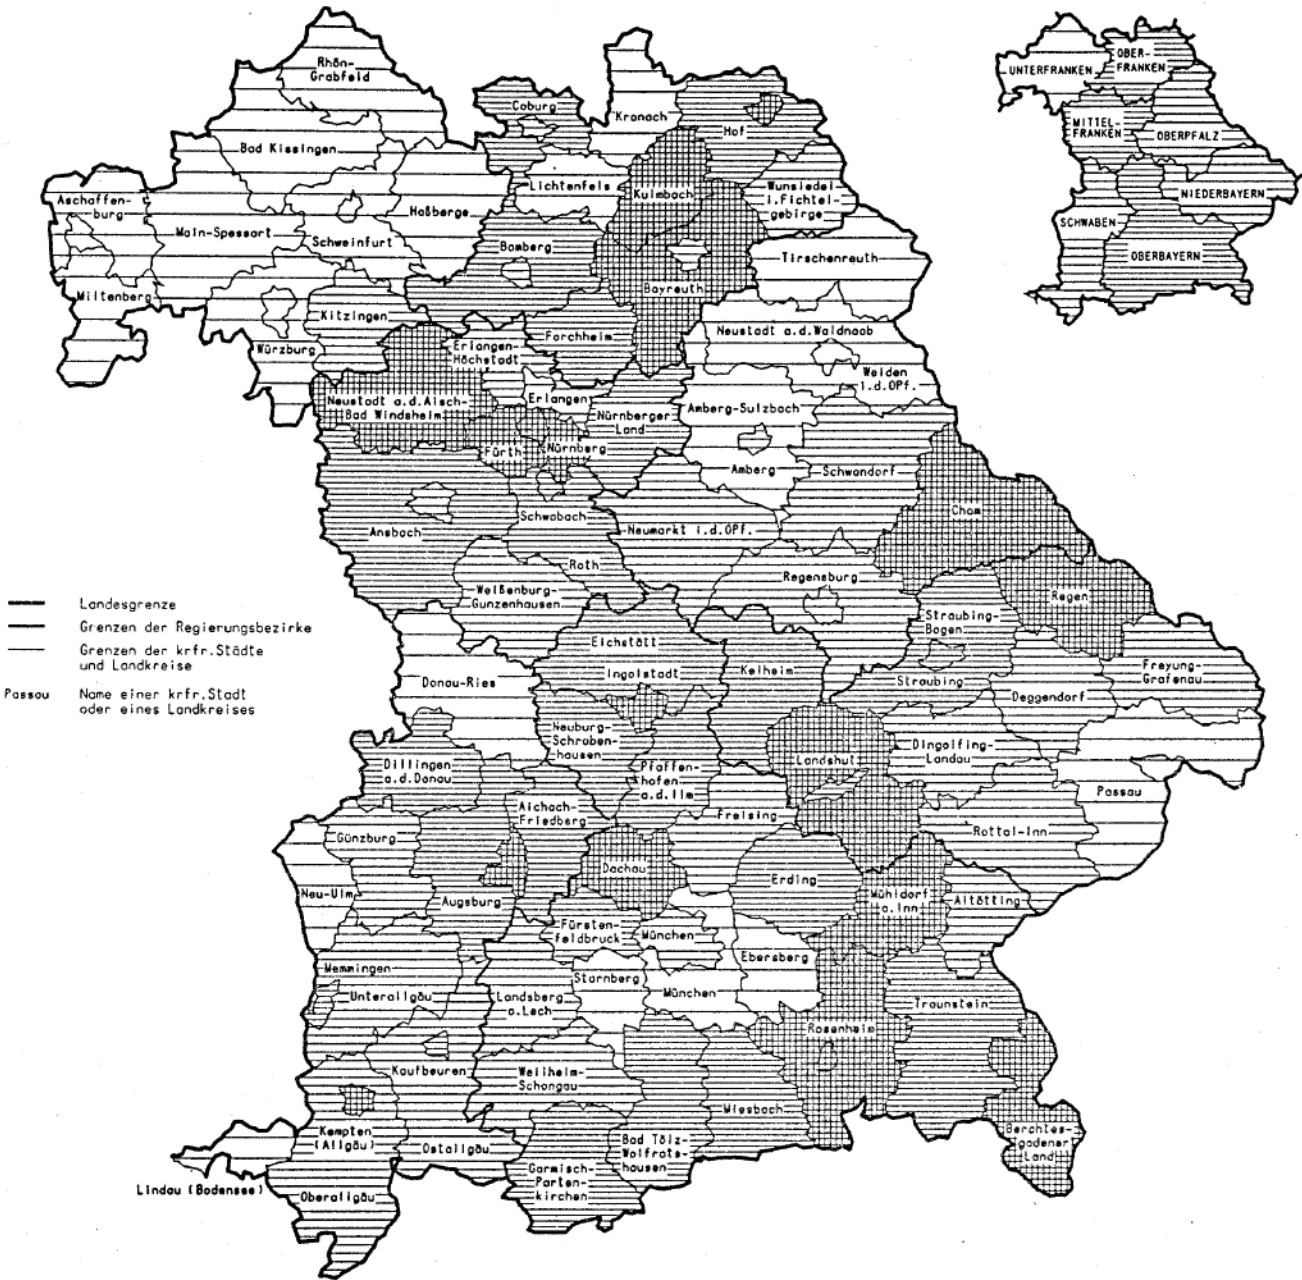 Rhön-
Grabfeld
Coburg
Kronach
Hof
Bad Kissingen
Lichtenfels
Kulmbach
Wunsiedel
i.Fichtel-
gebirge
Aschaffen-
burg
Haßberge
Main-Spessart
Schweinfurt
Bamberg
Tirschenreuth
Miltenberg
Bayreuth
Kitzingen
Würzburg
Erlangen-
Höchstadt
Forchheim
Neustadt a.d.Waldnaab
Weiden
i.d.OPf.
Neustadt a.d.Aisch-
Bad Windsheim
Erlangen
Nürnberger
Land
Amberg-Sulzbach
Fürth
Nürnberg
Amberg
Schwandorf
Cham
Ansbach
Schwabach
Neumarkt i.d.OPf.
Roth
Regensburg
Regen
Weißenburg-
Gunzenhausen
Straubing-
Bogen
Eichstätt
Ingolstadt
Kelheim
Straubing
Freyung-
Grafenau
Donau-Ries
Deggendorf
Neuburg-
Schroben-
hausen
Dingolfing-
Landau
Dillingen
a.d.Donau
Pfaffen-
hofen
a.d.Ilm
Landshut
Passau
Aichach-
Friedberg
Freising
Rottal-Inn
Günzburg
Dachau
Erding
Mühldorf
a.Inn
Altötting
Neu-Ulm
Augsburg
Fürsten-
feldbruck
München
Ebersberg
Memmingen
Unterallgäu
Landsberg
a.Lech
Starnberg
München
Traunstein
Rosenheim
Kaufbeuren
Weilheim-
Schongau
Miesbach
Kempten
(Allgäu)
Ostallgäu
Bad Tölz-
Wolfrats-
hausen
Berchtes-
gadener
Land
Garmisch-
Parten-
kirchen
Lindau (Bodensee)
Oberallgäu
OBER-
FRANKEN
UNTERFRANKEN
MITTEL-
FRANKEN
OBERPFALZ
NIEDERBAYERN
SCHWABEN
OBERBAYERN
Landesgrenze
Grenzen der Regierungsbezirke
Grenzen der krfr.Städte
und Landkreise
Passau Name einer krfr.Stadt
oder eines Landkreises